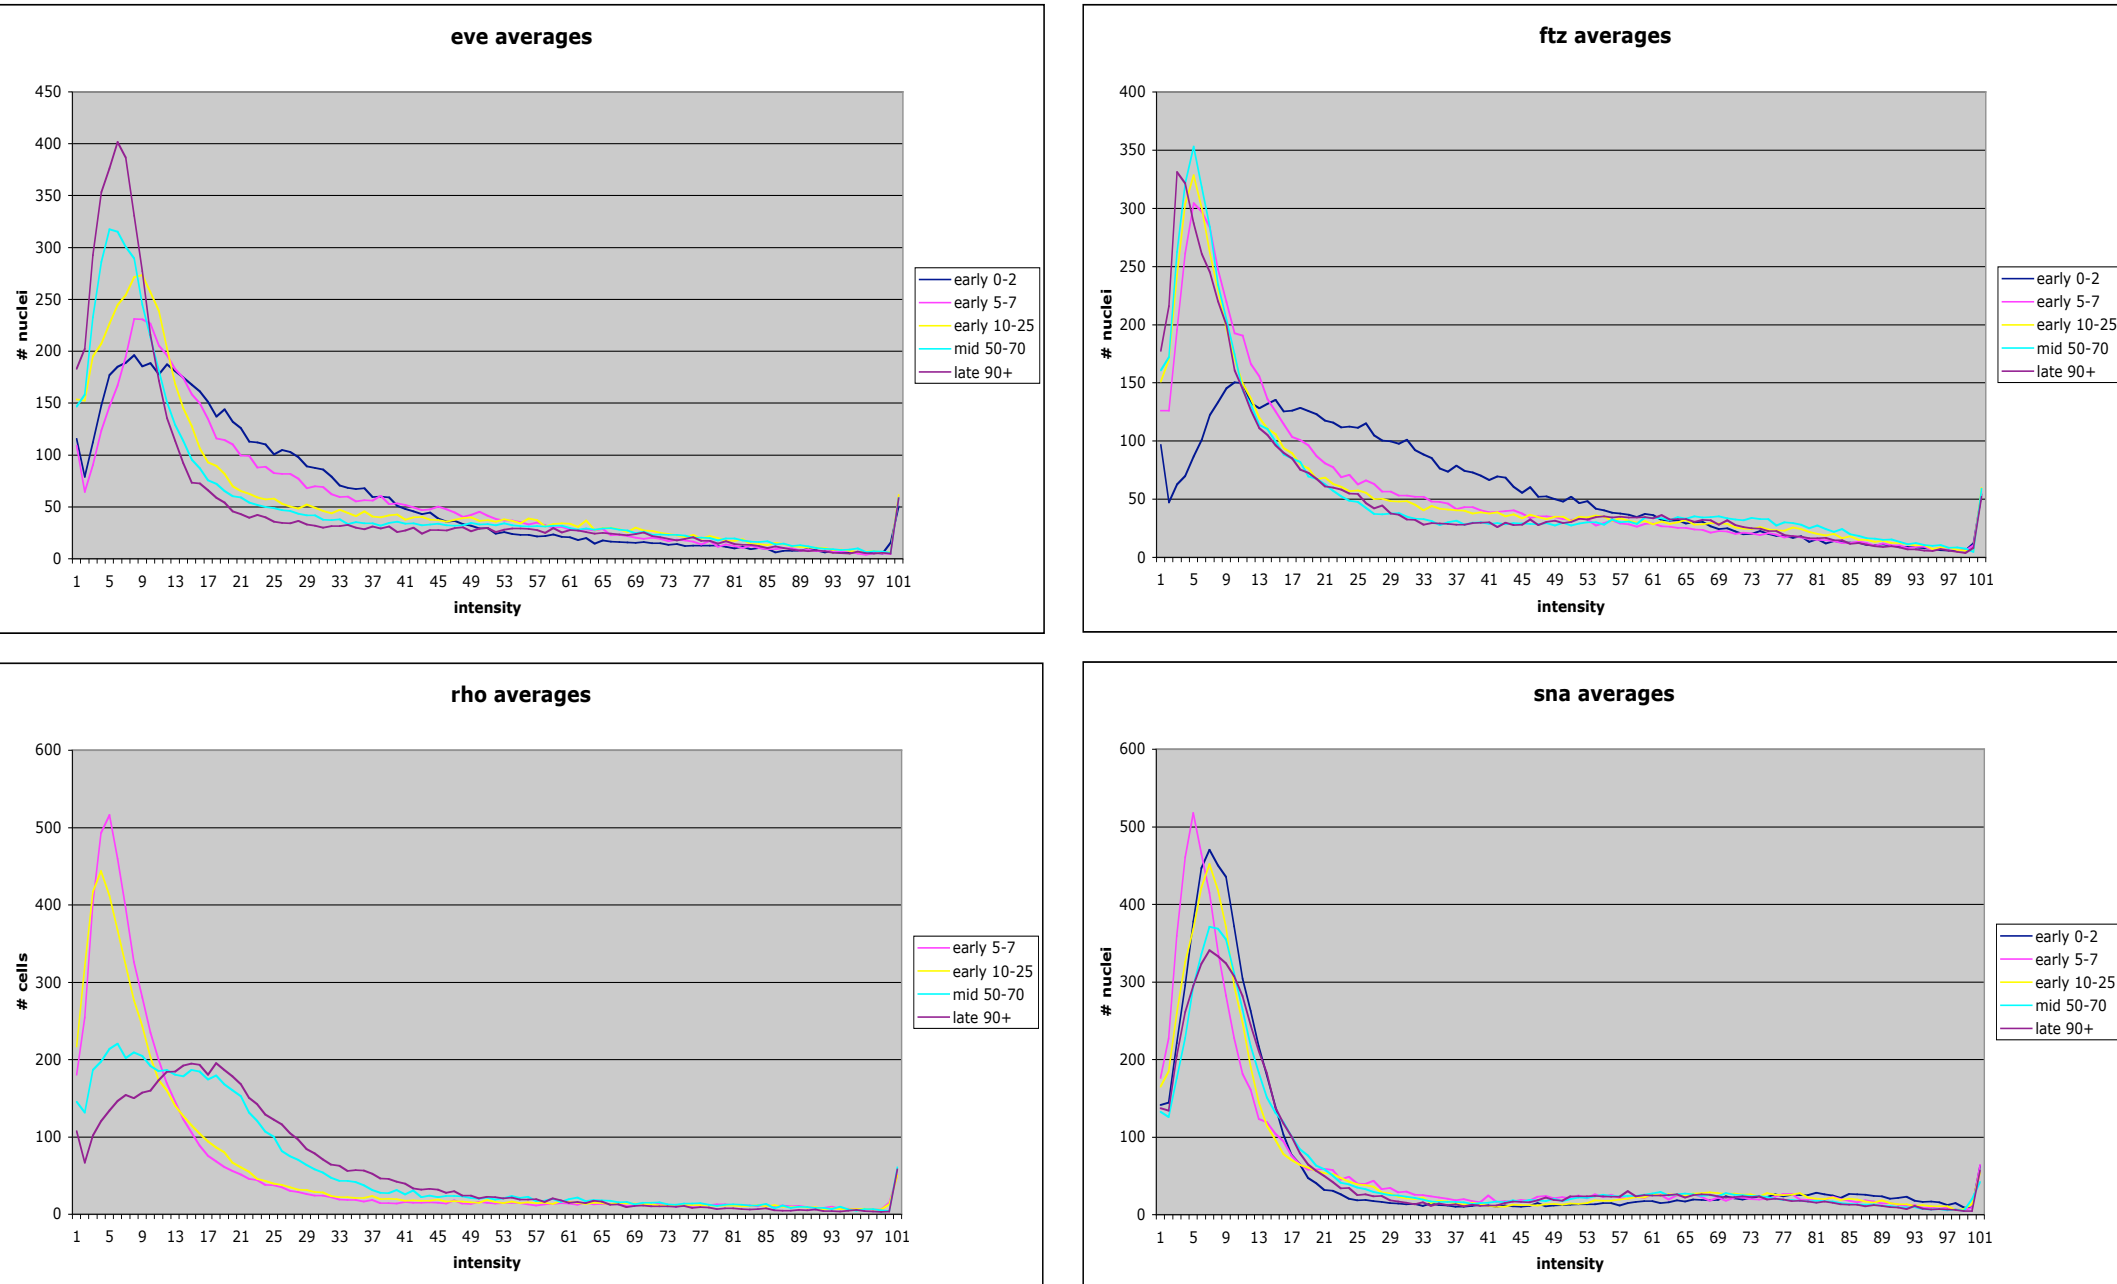 eve averages
450
400
350
300
250
200
150
100
50
0
# nuclei
1 5 9 13 17 21 25 29 33 37 41 45 49 53 57 61 65 69 73 77 81 85 89 93 97 101
intensity
early 0-2
early 5-7
early 10-25
mid 50-70
late 90+
ftz averages
400
350
300
250
200
150
100
50
0
# nuclei
1 5 9 13 17 21 25 29 33 37 41 45 49 53 57 61 65 69 73 77 81 85 89 93 97 101
intensity
early 0-2
early 5-7
early 10-25
mid 50-70
late 90+
rho averages
600
500
400
300
200
100
0
# cells
1 5 9 13 17 21 25 29 33 37 41 45 49 53 57 61 65 69 73 77 81 85 89 93 97 101
intensity
early 5-7
early 10-25
mid 50-70
late 90+
sna averages
600
500
400
300
200
100
0
# nuclei
1 5 9 13 17 21 25 29 33 37 41 45 49 53 57 61 65 69 73 77 81 85 89 93 97 101
intensity
early 0-2
early 5-7
early 10-25
mid 50-70
late 90+